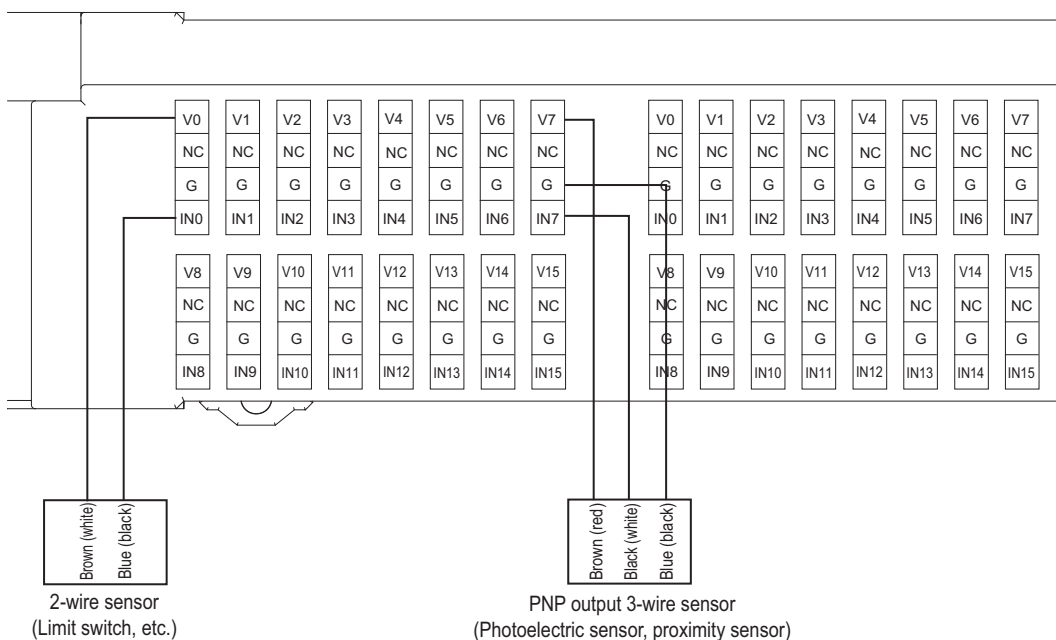 V0 V1 V2 V3 V4 V5 V6 V7 V0 V1 V2 V3 V4 V5 V6 V7
NC NC NC NC NC NC NC NC NC NC NC NC NC NC NC NC
G G G G G G G G G G G G G G G G
IN0 IN1 IN2 IN3 IN4 IN5 IN6 IN7 IN0 IN1 IN2 IN3 IN4 IN5 IN6 IN7
V8 V9 V10 V11 V12 V13 V14 V15 V8 V9 V10 V11 V12 V13 V14 V15
NC NC NC NC NC NC NC NC NC NC NC NC NC NC NC NC
G G G G G G G G G G G G G G G G
IN8 IN9 IN10 IN11 IN12 IN13 IN14 IN15 IN8 IN9 IN10 IN11 IN12 IN13 IN14 IN15
Brown (white)
Blue (black)
2-wire sensor
(Limit switch, etc.)
Brown (red)
Black (white)
Blue (black)
PNP output 3-wire sensor
(Photoelectric sensor, proximity sensor)